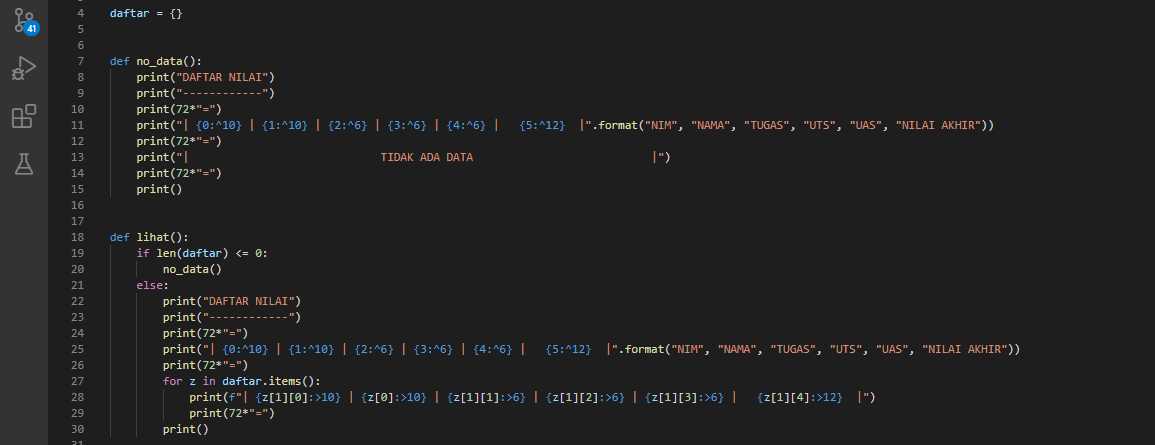 41
4 daftar = {}
5
6
7 def no_data():
8     print("DAFTAR NILAI")
9     print("------------")
10     print(72*"=")
11     print("| {0:^10} | {1:^10} | {2:^6} | {3:^6} | {4:^6} |   {5:^12}  |".format("NIM", "NAMA", "TUGAS", "UTS", "UAS", "NILAI AKHIR"))
12     print(72*"=")
13     print("|                             TIDAK ADA DATA                           |")
14     print(72*"=")
15     print()
16
17
18 def lihat():
19     if len(daftar) <= 0:
20         no_data()
21     else:
22         print("DAFTAR NILAI")
23         print("------------")
24         print(72*"=")
25         print("| {0:^10} | {1:^10} | {2:^6} | {3:^6} | {4:^6} |   {5:^12}  |".format("NIM", "NAMA", "TUGAS", "UTS", "UAS", "NILAI AKHIR"))
26         print(72*"=")
27         for z in daftar.items():
28             print(f"| {z[1][0]:>10} | {z[0]:>10} | {z[1][1]:>6} | {z[1][2]:>6} | {z[1][3]:>6} |   {z[1][4]:>12}  |")
29             print(72*"=")
30         print()